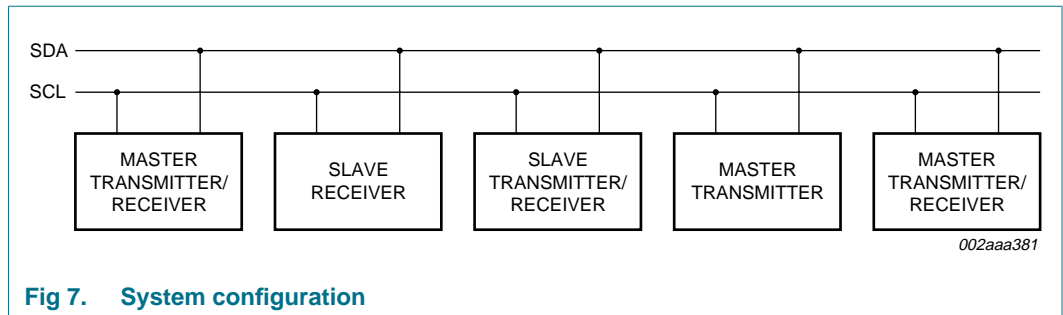 SDA
SCL
MASTER
TRANSMITTER/
RECEIVER
SLAVE
RECEIVER
SLAVE
TRANSMITTER/
RECEIVER
MASTER
TRANSMITTER
MASTER
TRANSMITTER/
RECEIVER
002aaa381
Fig 7. System configuration